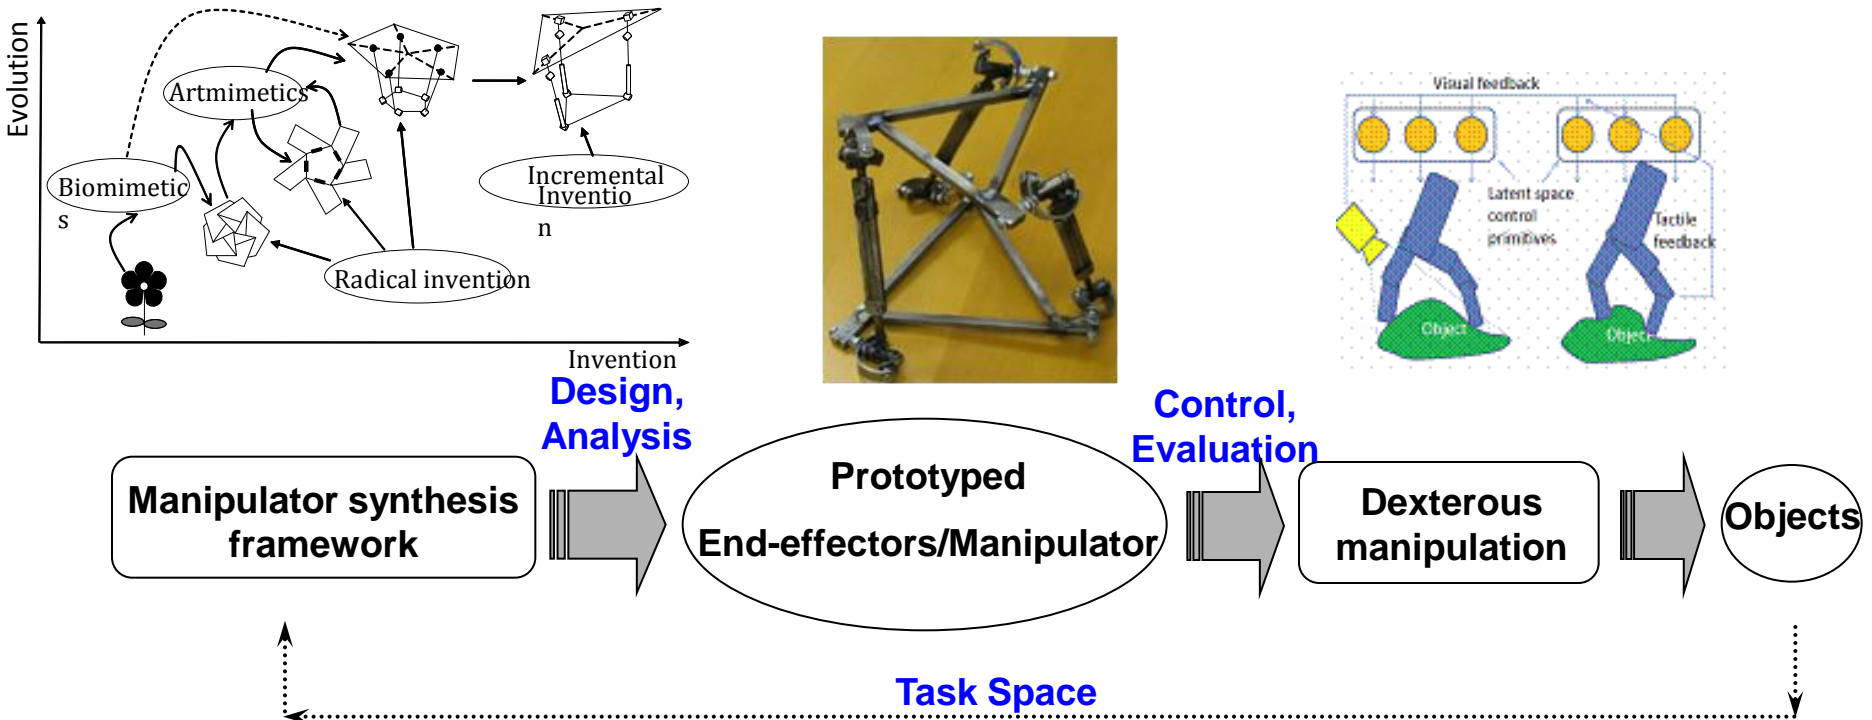 Evolution
Artmimetics
Biomimetic
s
Incremental
Inventio
n
Radical invention
Invention
Visual feedback
Latent space
control
primitives
Tactile
feedback
Object
Object
Design,
Analysis
Control,
Evaluation
Manipulator synthesis
framework
Prototyped
End-effectors/Manipulator
Dexterous
manipulation
Objects
Task Space